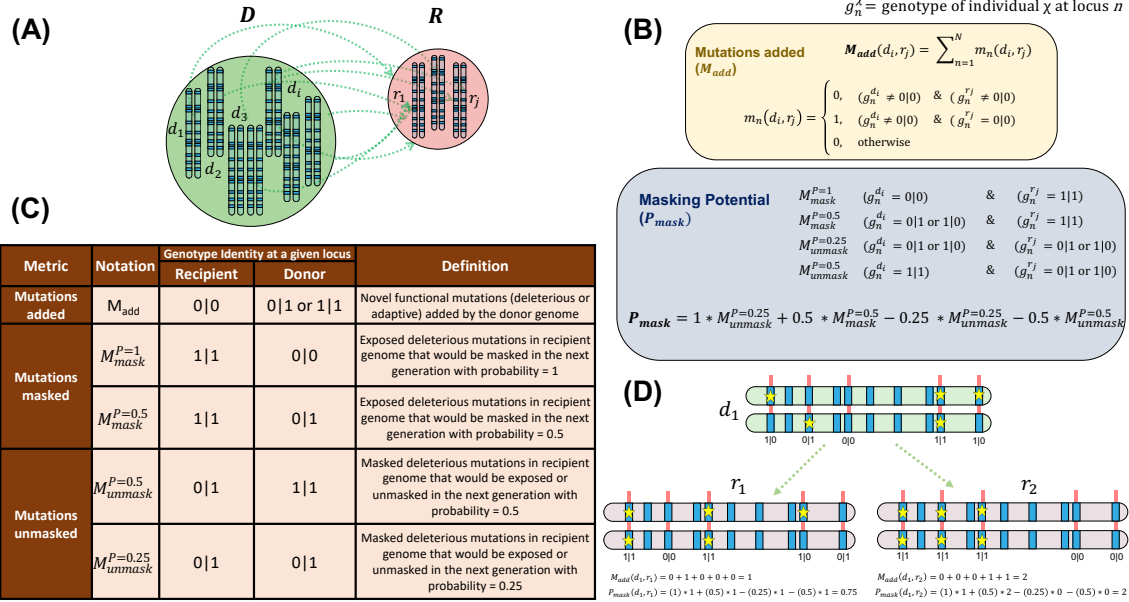 (A)
D
R
d_1
d_2
d_3
d_i
r_1
r_j
(B)
g_n^χ = genotype of individual χ at locus n
Mutations added
(M_add)
M_add(d_i, r_j) = ∑_{n=1}^{N} m_n(d_i, r_j)
m_n(d_i, r_j) = {
0, (g_n^{d_i} ≠ 0|0) & (g_n^{r_j} ≠ 0|0)
1, (g_n^{d_i} ≠ 0|0) & (g_n^{r_j} = 0|0)
0, otherwise
Masking Potential
(P_mask)
M_mask^{P=1} (g_n^{d_i} = 0|0) & (g_n^{r_j} = 1|1)
M_mask^{P=0.5} (g_n^{d_i} = 0|1 or 1|0) & (g_n^{r_j} = 1|1)
M_unmask^{P=0.25} (g_n^{d_i} = 0|1 or 1|0) & (g_n^{r_j} = 0|1 or 1|0)
M_unmask^{P=0.5} (g_n^{d_i} = 1|1) & (g_n^{r_j} = 0|1 or 1|0)
P_mask = 1 * M_unmask^{P=0.25} + 0.5 * M_mask^{P=0.5} − 0.25 * M_unmask^{P=0.25} − 0.5 * M_unmask^{P=0.5}
(C)
Metric
Notation
Genotype Identity at a given locus
Recipient
Donor
Definition
Mutations
added
M_add
0|0
0|1 or 1|1
Novel functional mutations (deleterious or
adaptive) added by the donor genome
Mutations
masked
M_mask^{P=1}
1|1
0|0
Exposed deleterious mutations in recipient
genome that would be masked in the next
generation with probability = 1
M_mask^{P=0.5}
1|1
0|1
Exposed deleterious mutations in recipient
genome that would be masked in the next
generation with probability = 0.5
Mutations
unmasked
M_unmask^{P=0.5}
0|1
1|1
Masked deleterious mutations in recipient
genome that would be exposed or
unmasked in the next generation with
probability = 0.5
M_unmask^{P=0.25}
0|1
0|1
Masked deleterious mutations in recipient
genome that would be exposed or
unmasked in the next generation with
probability = 0.25
(D)
d_1
1|0 0|1 0|0 1|1 1|0
r_1
1|1 0|0 1|1 1|0 0|1
M_add(d_1, r_1) = 0 + 1 + 0 + 0 + 0 = 1
P_mask(d_1, r_1) = (1) * 1 + (0.5) * 1 − (0.25) * 1 − (0.5) * 1 = 0.75
r_2
1|1 1|1 1|1 0|0 0|0
M_add(d_1, r_2) = 0 + 0 + 0 + 1 + 1 = 2
P_mask(d_1, r_2) = (1) * 1 + (0.5) * 2 − (0.25) * 0 − (0.5) * 0 = 2